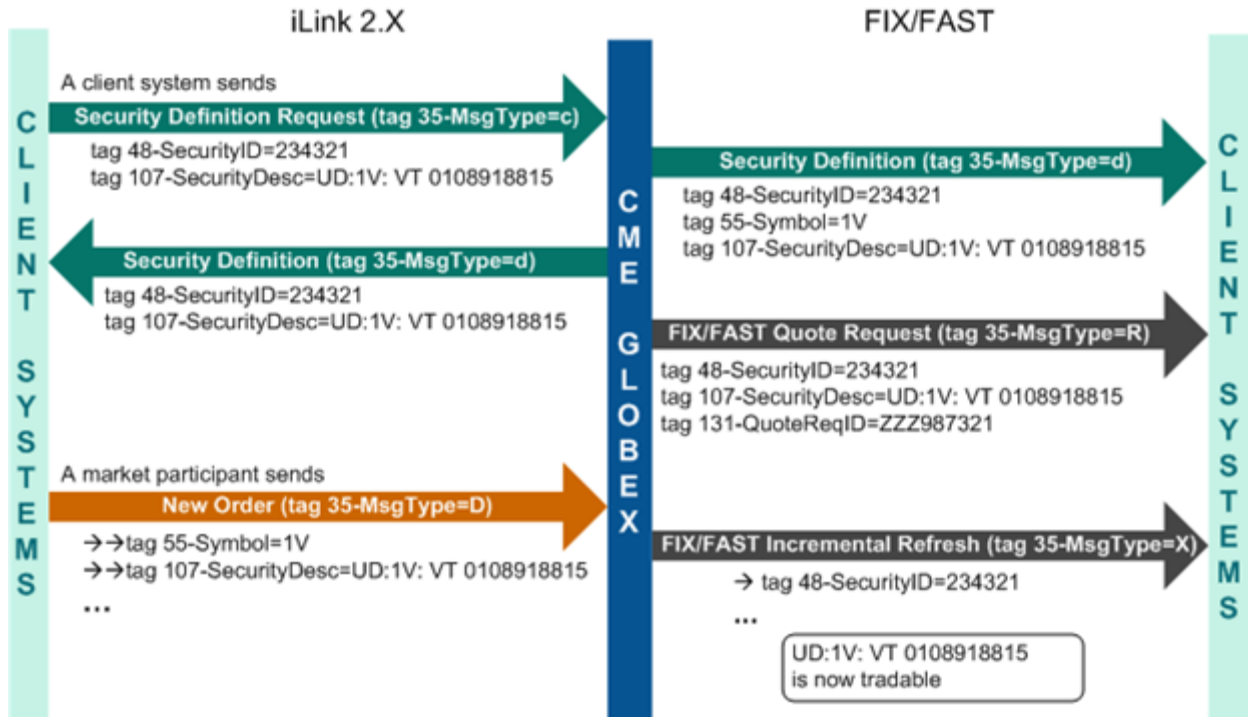 iLink 2.X
FIX/FAST
CLIENT SYSTEMS
A client system sends
Security Definition Request (tag 35-MsgType=c)
tag 48-SecurityID=234321
tag 107-SecurityDesc=UD:1V: VT 0108918815
Security Definition (tag 35-MsgType=d)
tag 48-SecurityID=234321
tag 107-SecurityDesc=UD:1V: VT 0108918815
A market participant sends
New Order (tag 35-MsgType=D)
→→tag 55-Symbol=1V
→→tag 107-SecurityDesc=UD:1V: VT 0108918815
...
CME GLOBEX
Security Definition (tag 35-MsgType=d)
tag 48-SecurityID=234321
tag 55-Symbol=1V
tag 107-SecurityDesc=UD:1V: VT 0108918815
FIX/FAST Quote Request (tag 35-MsgType=R)
tag 48-SecurityID=234321
tag 107-SecurityDesc=UD:1V: VT 0108918815
tag 131-QuoteReqID=ZZZ987321
FIX/FAST Incremental Refresh (tag 35-MsgType=X)
→ tag 48-SecurityID=234321
...
UD:1V: VT 0108918815
is now tradable
CLIENT SYSTEMS